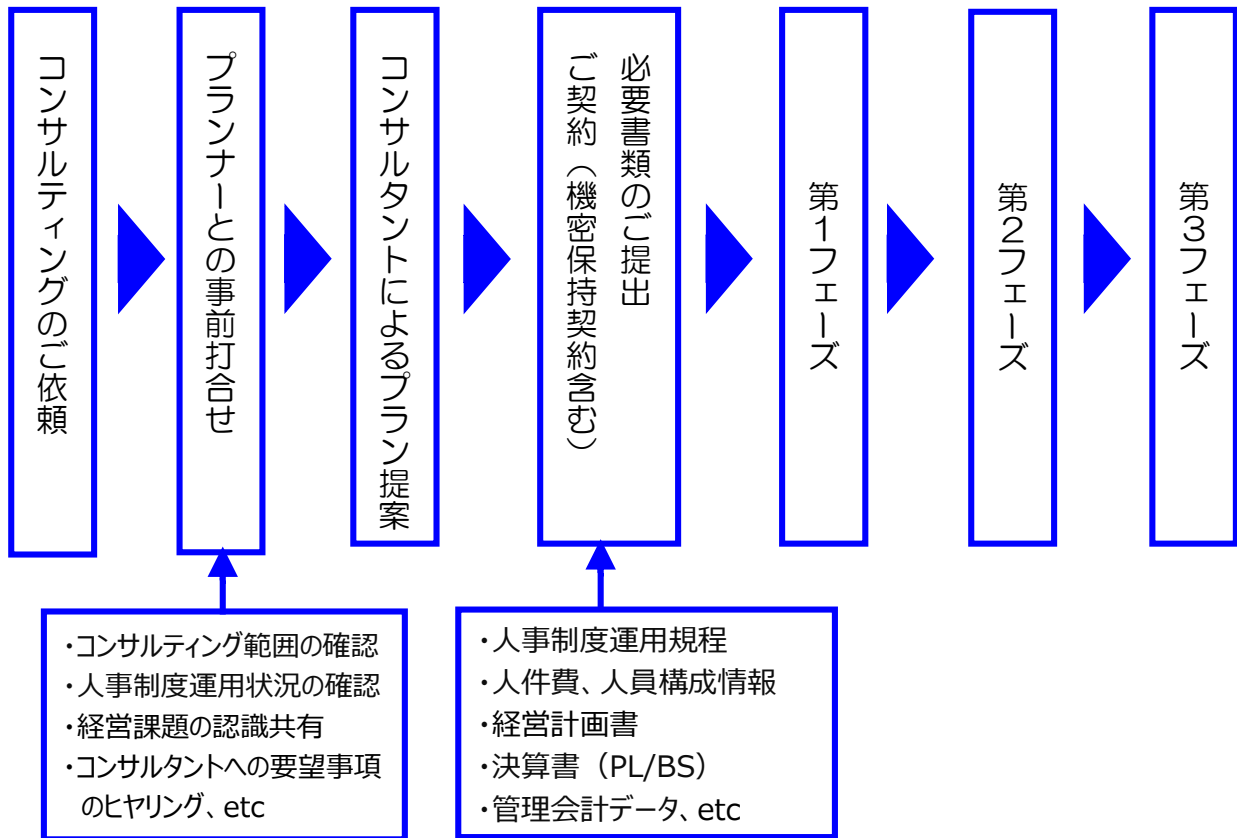 コンサルティングのご依頼
プランナーとの事前打合せ
コンサルタントによるプラン提案
必要書類のご提出
ご契約（機密保持契約含む）
第1フェーズ
第2フェーズ
第3フェーズ
・コンサルティング範囲の確認
・人事制度運用状況の確認
・経営課題の認識共有
・コンサルタントへの要望事項
のヒヤリング、etc
・人事制度運用規程
・人件費、人員構成情報
・経営計画書
・決算書（PL/BS）
・管理会計データ、etc